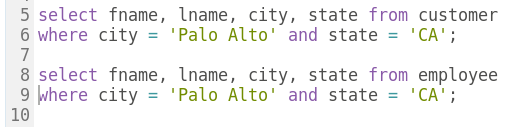 5 select fname, lname, city, state from customer
6 where city = 'Palo Alto' and state = 'CA';
7
8 select fname, lname, city, state from employee
9 where city = 'Palo Alto' and state = 'CA';
10